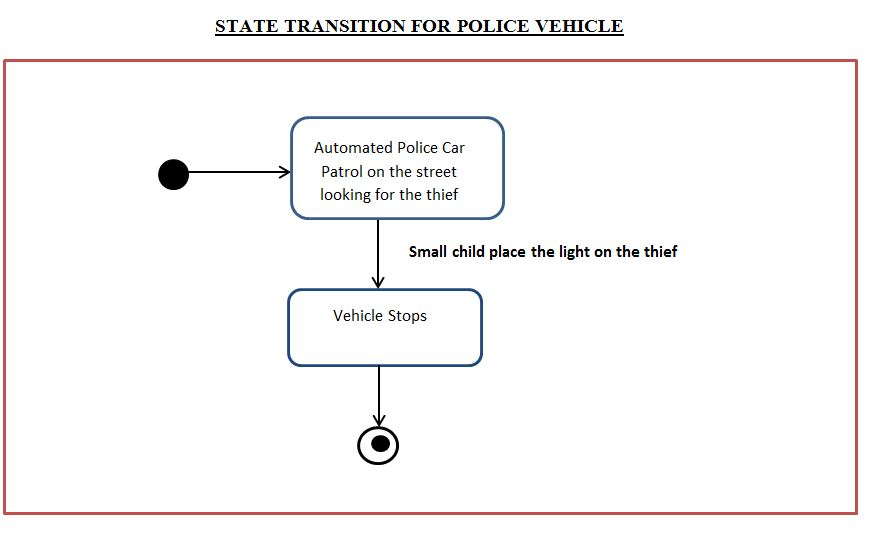 STATE TRANSITION FOR POLICE VEHICLE
Automated Police Car
Patrol on the street
looking for the thief
Small child place the light on the thief
Vehicle Stops